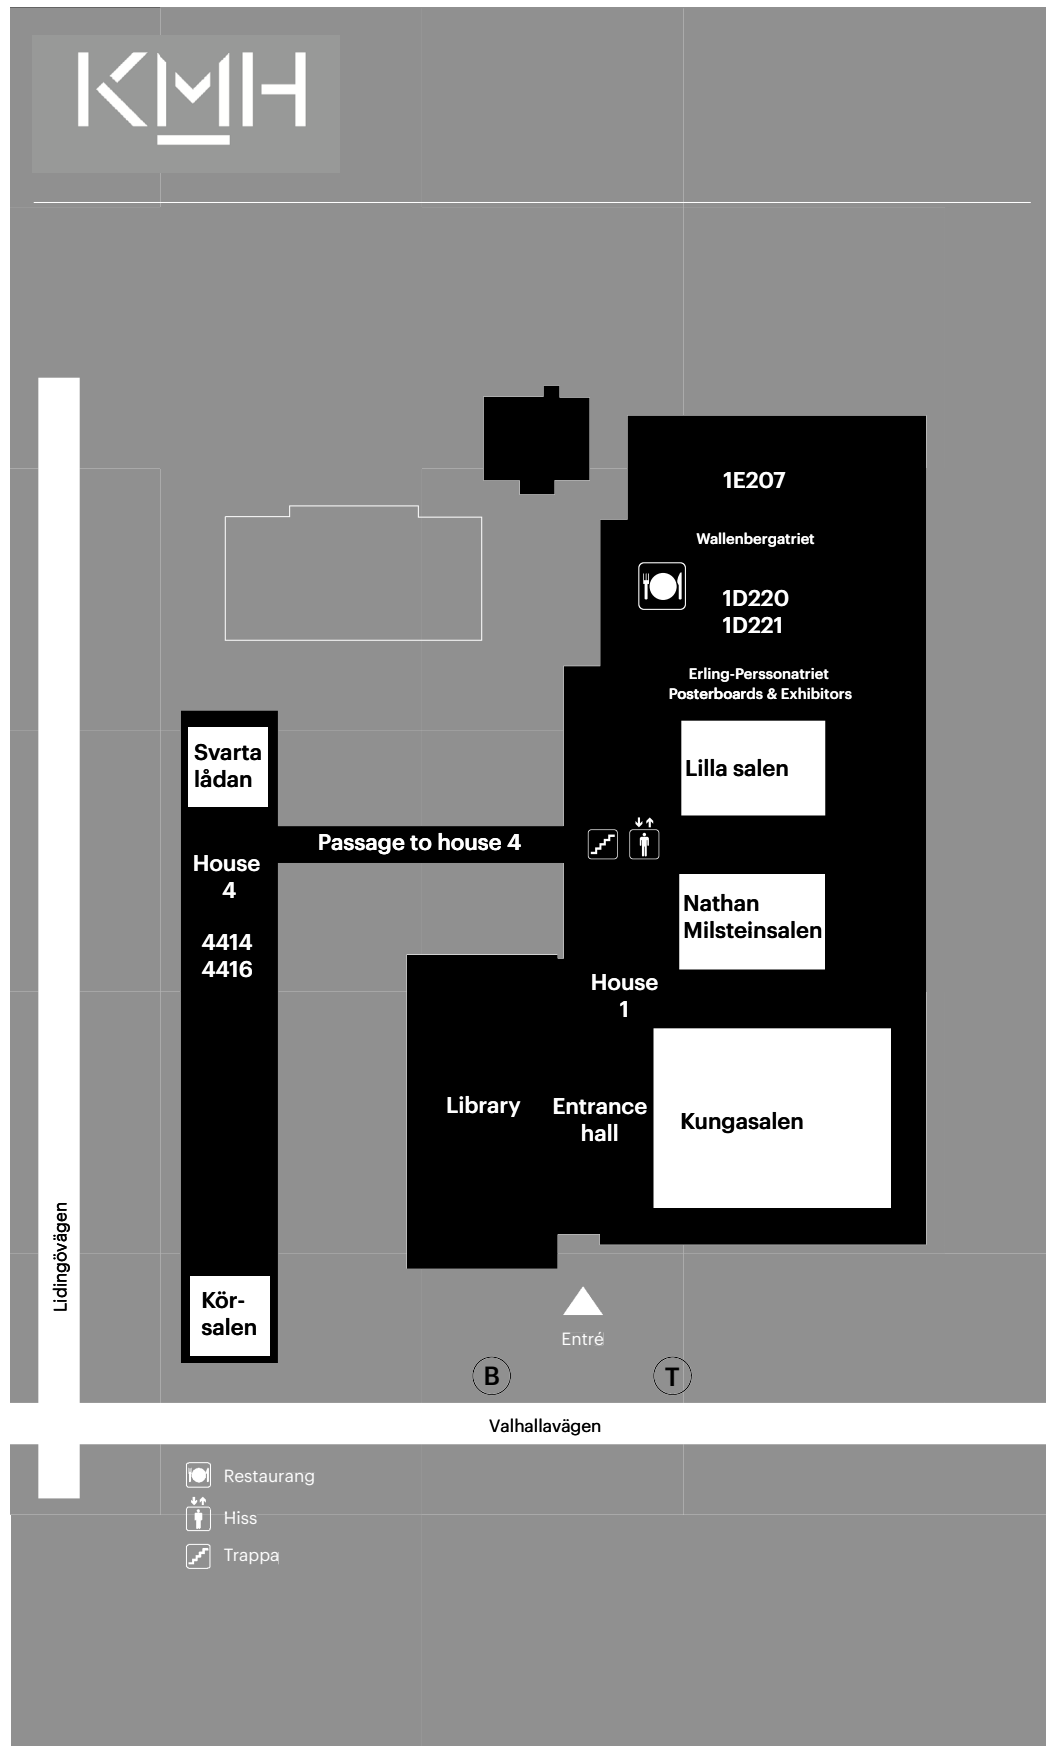 KMH
1E207
Wallenbergatriet
1D220
1D221
Erling-Perssonatriet
Posterboards & Exhibitors
Svarta
lådan
Lilla salen
Passage to house 4
House
4
4414
4416
Nathan
Milsteinsalen
House
1
Library
Entrance
hall
Kungasalen
Lidingövägen
Kör-
salen
Entré
B
T
Valhallavägen
Restaurang
Hiss
Trappa